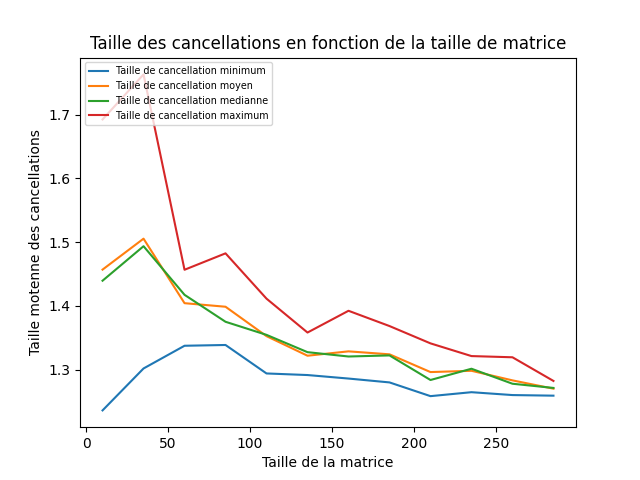 Taille des cancellations en fonction de la taille de matrice
Taille de cancellation minimum
Taille de cancellation moyen
Taille de cancellation medianne
Taille de cancellation maximum
Taille motenne des cancellations
1.7
1.6
1.5
1.4
1.3
0 50 100 150 200 250
Taille de la matrice